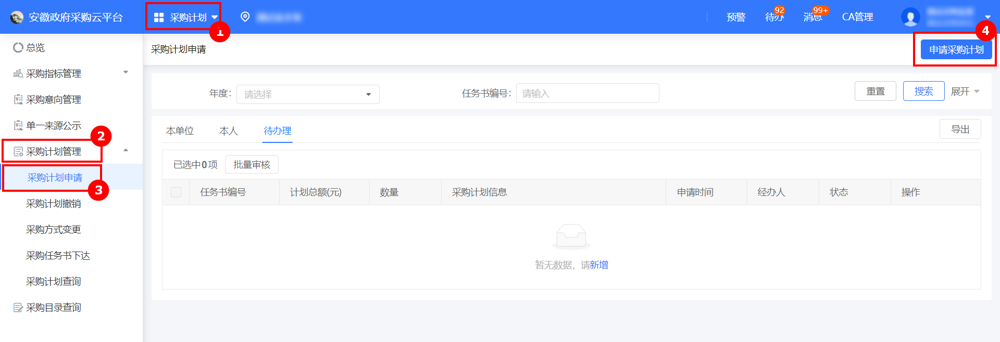 安徽政府采购云平台
采购计划
1
预警
待办
92
消息
99+
CA管理
总览
采购指标管理
采购意向管理
单一来源公示
2
采购计划管理
采购计划申请
3
采购计划撤销
采购方式变更
采购任务书下达
采购计划查询
采购目录查询
采购计划申请
4
申请采购计划
年度： 请选择 任务书编号： 请输入 重置 搜索 展开
本单位 本人 待办理 导出
已选中0项 批量审核
任务书编号 计划总额(元) 数量 采购计划信息 申请时间 经办人 状态 操作
暂无数据，请新增